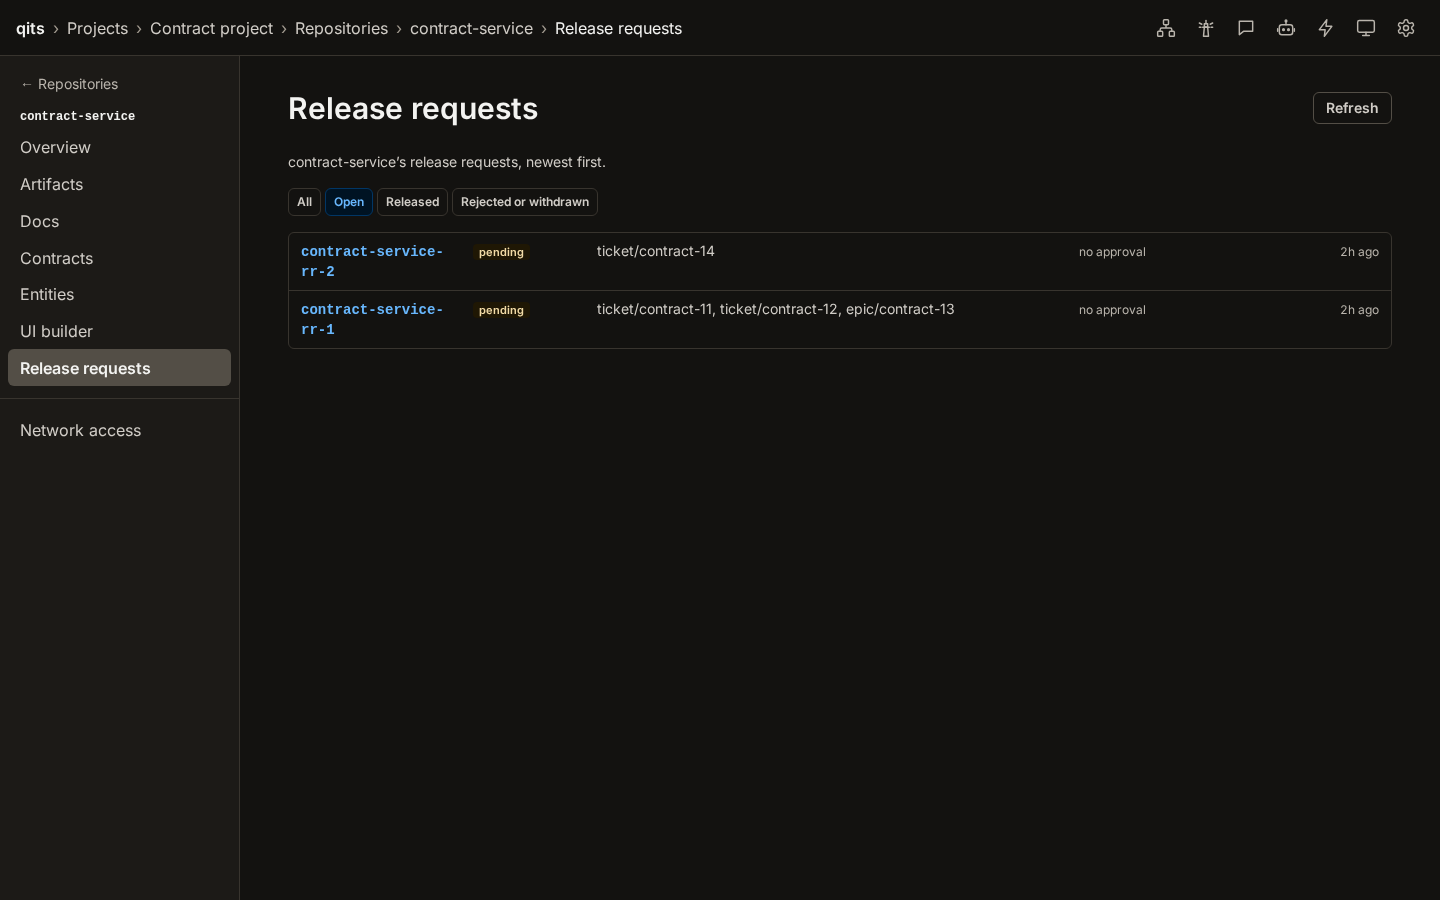 qits › Projects › Contract project › Repositories › contract-service › Release requests
← Repositories
contract-service
Overview
Artifacts
Docs
Contracts
Entities
UI builder
Release requests
Network access
Release requests
Refresh
contract-service’s release requests, newest first.
All Open Released Rejected or withdrawn
contract-service-rr-2 pending ticket/contract-14 no approval 2h ago
contract-service-rr-1 pending ticket/contract-11, ticket/contract-12, epic/contract-13 no approval 2h ago